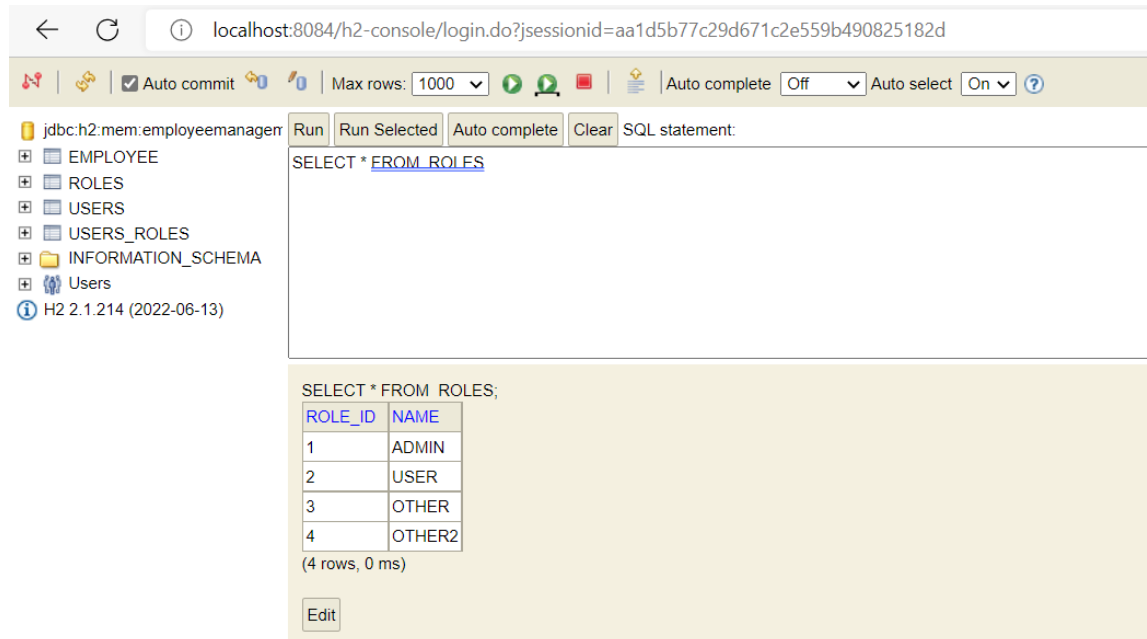 localhost:8084/h2-console/login.do?jsessionid=aa1d5b77c29d671c2e559b490825182d
Auto commit Max rows: 1000 Auto complete Off Auto select On
jdbc:h2:mem:employeemanagem
EMPLOYEE
ROLES
USERS
USERS_ROLES
INFORMATION_SCHEMA
Users
H2 2.1.214 (2022-06-13)
Run Run Selected Auto complete Clear SQL statement:
SELECT * FROM ROLES
SELECT * FROM ROLES;
ROLE_ID NAME
1 ADMIN
2 USER
3 OTHER
4 OTHER2
(4 rows, 0 ms)
Edit